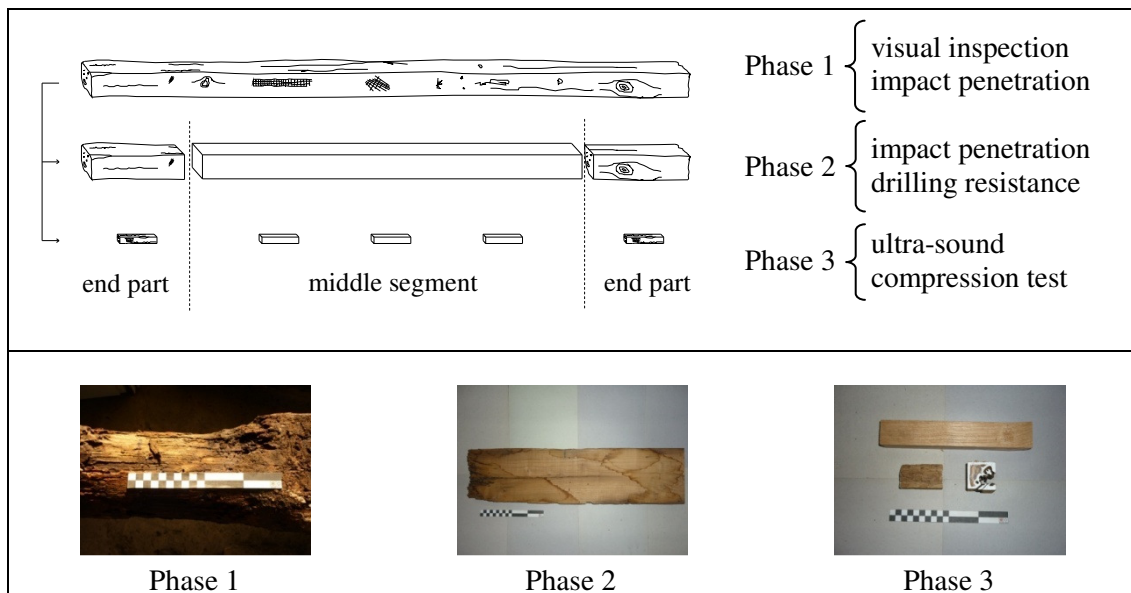 Phase 1
visual inspection
impact penetration
Phase 2
impact penetration
drilling resistance
Phase 3
ultra-sound
compression test
end part
middle segment
end part
Phase 1
Phase 2
Phase 3